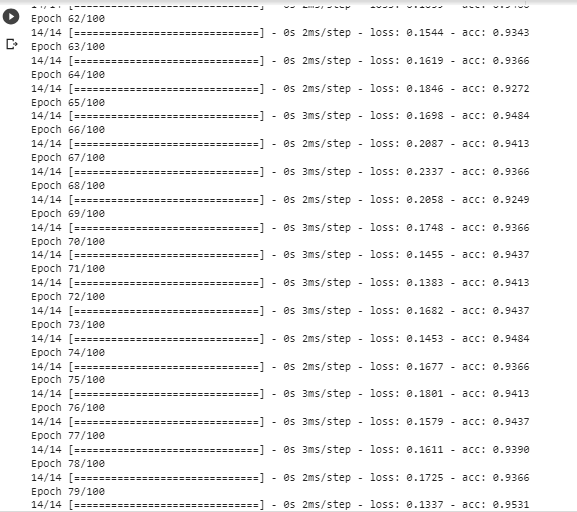 Epoch 62/100
14/14 [==============================] - 0s 2ms/step - loss: 0.1544 - acc: 0.9343
Epoch 63/100
14/14 [==============================] - 0s 2ms/step - loss: 0.1619 - acc: 0.9366
Epoch 64/100
14/14 [==============================] - 0s 2ms/step - loss: 0.1846 - acc: 0.9272
Epoch 65/100
14/14 [==============================] - 0s 3ms/step - loss: 0.1698 - acc: 0.9484
Epoch 66/100
14/14 [==============================] - 0s 2ms/step - loss: 0.2087 - acc: 0.9413
Epoch 67/100
14/14 [==============================] - 0s 3ms/step - loss: 0.2337 - acc: 0.9366
Epoch 68/100
14/14 [==============================] - 0s 2ms/step - loss: 0.2058 - acc: 0.9249
Epoch 69/100
14/14 [==============================] - 0s 3ms/step - loss: 0.1748 - acc: 0.9366
Epoch 70/100
14/14 [==============================] - 0s 3ms/step - loss: 0.1455 - acc: 0.9437
Epoch 71/100
14/14 [==============================] - 0s 3ms/step - loss: 0.1383 - acc: 0.9413
Epoch 72/100
14/14 [==============================] - 0s 3ms/step - loss: 0.1682 - acc: 0.9437
Epoch 73/100
14/14 [==============================] - 0s 2ms/step - loss: 0.1453 - acc: 0.9484
Epoch 74/100
14/14 [==============================] - 0s 2ms/step - loss: 0.1677 - acc: 0.9366
Epoch 75/100
14/14 [==============================] - 0s 3ms/step - loss: 0.1801 - acc: 0.9413
Epoch 76/100
14/14 [==============================] - 0s 3ms/step - loss: 0.1579 - acc: 0.9437
Epoch 77/100
14/14 [==============================] - 0s 3ms/step - loss: 0.1611 - acc: 0.9390
Epoch 78/100
14/14 [==============================] - 0s 2ms/step - loss: 0.1725 - acc: 0.9366
Epoch 79/100
14/14 [==============================] - 0s 2ms/step - loss: 0.1337 - acc: 0.9531